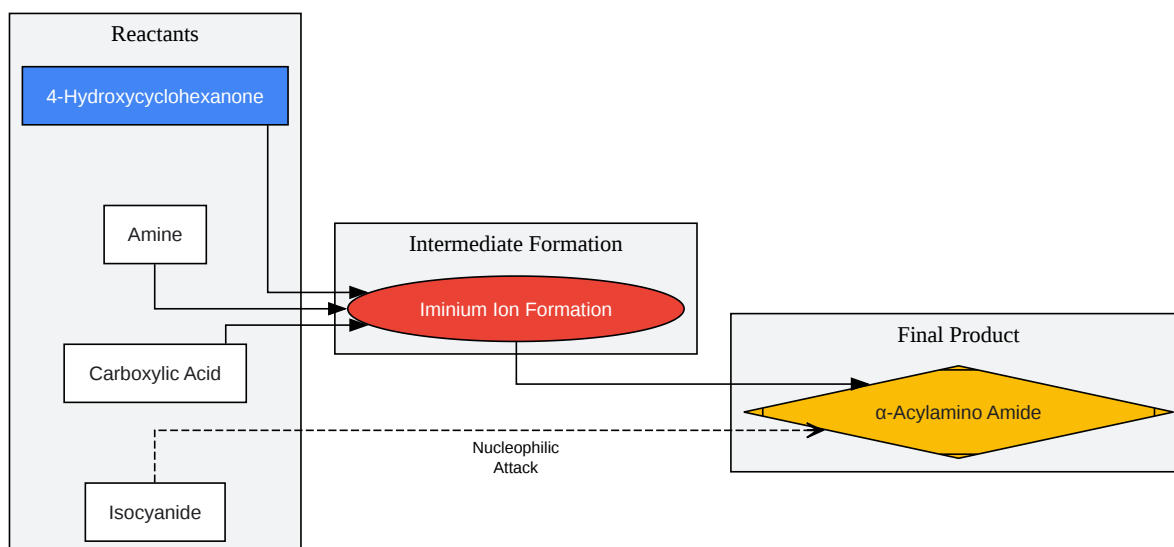 Reactants
4-Hydroxycyclohexanone
Amine
Carboxylic Acid
Isocyanide
Intermediate Formation
Iminium Ion Formation
Nucleophilic
Attack
Final Product
α-Acylamino Amide